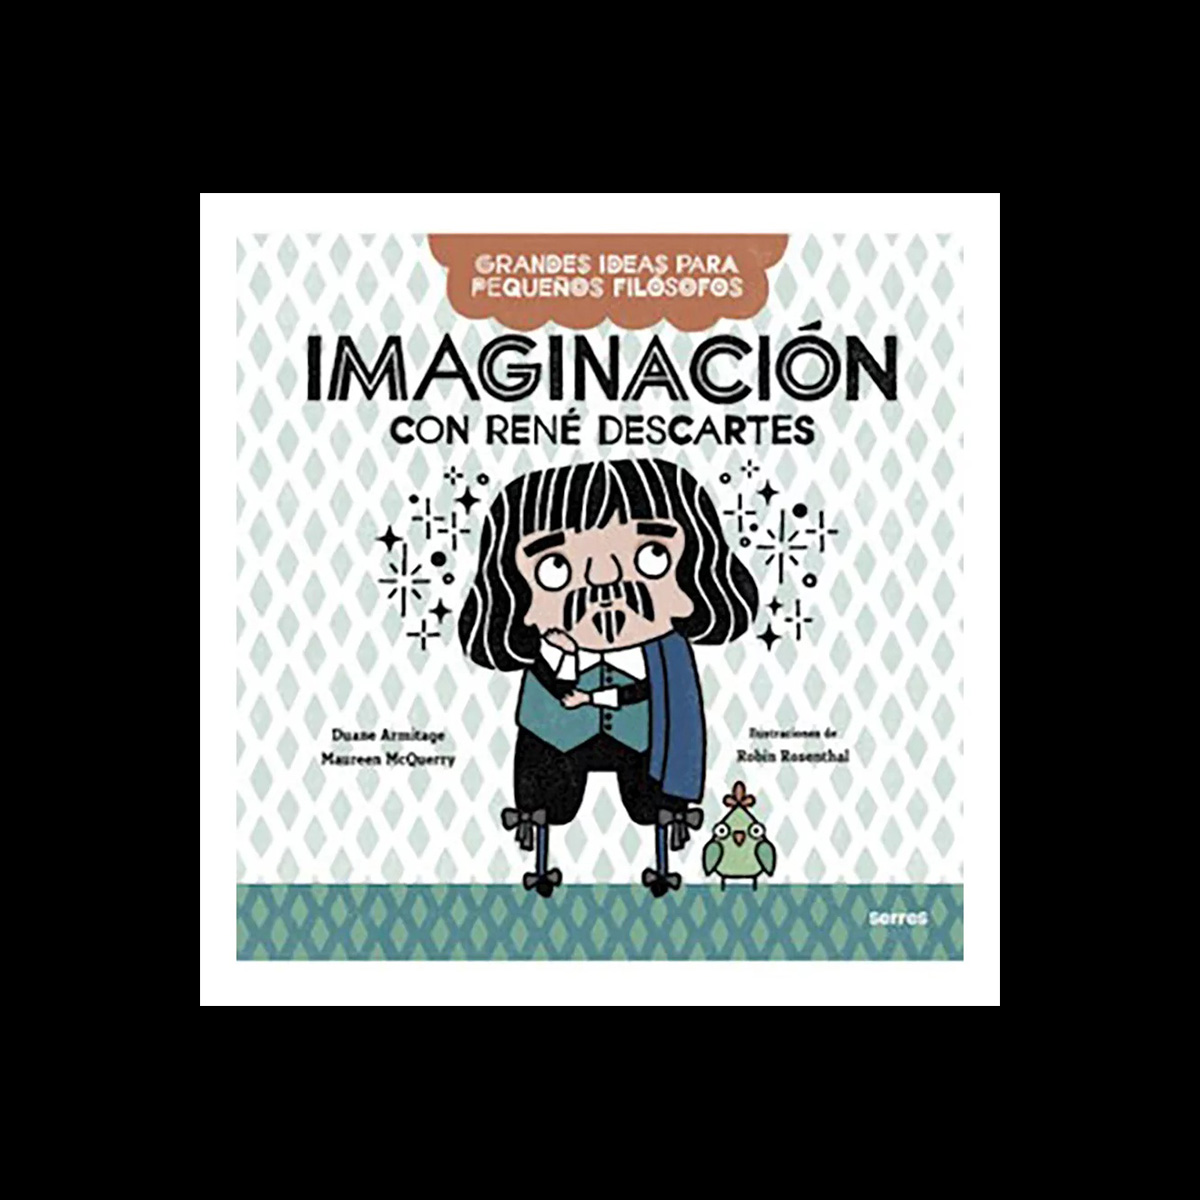 GRANDES IDEAS PARA
PEQUEÑOS FILÓSOFOS
IMAGINACIÓN
CON RENÉ DESCARTES
Duane Armitage
Maureen McQuerry
Ilustraciones de
Robin Rosenthal
serres